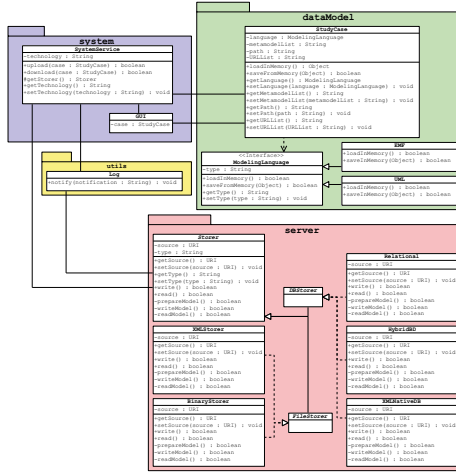 system
SystemService
-technology : String
+upload(case : StudyCase) : boolean
+download(case : StudyCase) : boolean
+getStorer() : Storer
+getTechnology() : String
+setTechnology(technology : String) : void
GUI
-case : StudyCase
utils
Log
+notify(notification : String) : void
dataModel
StudyCase
-language : ModelingLanguage
-metamodelList : String
-path : String
-URLList : String
+loadInMemory() : Object
+saveFromMemory(Object) : boolean
+getLanguage() : ModelingLanguage
+setLanguage(language : ModelingLanguage) : void
+getMetamodelList() : String
+setMetamodelList(metamodelList : String) : void
+getPath() : String
+setPath(path : String) : void
+getURLList() : String
+setURLList(URLList : String) : void
<<Interface>>
ModelingLanguage
-type : String
+loadInMemory() : boolean
+saveFromMemory(Object) : boolean
+getType() : String
+setType(type : String) : void
EMF
+loadInMemory() : boolean
+saveInMemory(Object) : boolean
UML
+loadInMemory() : boolean
+saveInMemory(Object) : boolean
server
Storer
-source : URI
-type : String
+getSource() : URI
+setSource(source : URI) : void
+getType() : String
+setType(type : String) : void
+write() : boolean
+read() : boolean
-prepareModel() : boolean
-writeModel() : boolean
-readModel() : boolean
DBStorer
Relational
-source : URI
+getSource() : URI
+setSource(source : URI) : void
+write() : boolean
+read() : boolean
-prepareModel() : boolean
-writeModel() : boolean
-readModel() : boolean
XMLStorer
-source : URI
+getSource() : URI
+setSource(source : URI) : void
+write() : boolean
+read() : boolean
-prepareModel() : boolean
-writeModel() : boolean
-readModel() : boolean
HybridBD
-source : URI
+getSource() : URI
+setSource(source : URI) : void
+write() : boolean
+read() : boolean
-prepareModel() : boolean
-writeModel() : boolean
-readModel() : boolean
BinaryStorer
-source : URI
+getSource() : URI
+setSource(source : URI) : void
+write() : boolean
+read() : boolean
-prepareModel() : boolean
-writeModel() : boolean
-readModel() : boolean
FileStorer
XMLNativeDB
-source : URI
+getSource() : URI
+setSource(source : URI) : void
+write() : boolean
+read() : boolean
-prepareModel() : boolean
-writeModel() : boolean
-readModel() : boolean